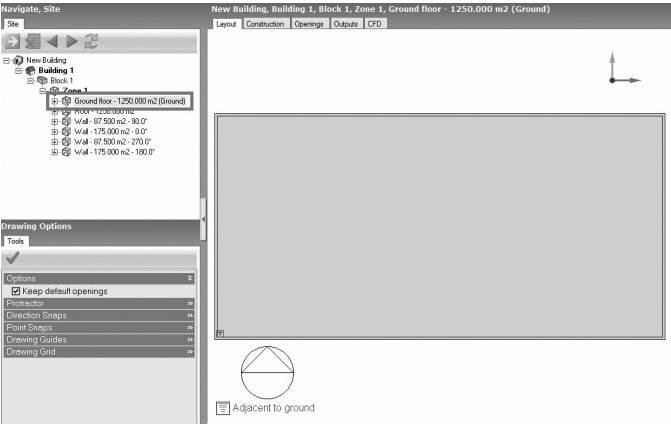 Navigate, Site
Site
New Building
Building 1
Block 1
Zone 1
Ground floor - 1250.000 m2 (Ground)
Roof - 1250.000 m2
Wall - 87.500 m2 - 90.0°
Wall - 175.000 m2 - 0.0°
Wall - 87.500 m2 - 270.0°
Wall - 175.000 m2 - 180.0°
Drawing Options
Tools
Options
Keep default openings
Protractor
Direction Snaps
Point Snaps
Drawing Guides
Drawing Grid
New Building, Building 1, Block 1, Zone 1, Ground floor - 1250.000 m2 (Ground)
Layout Construction Openings Outputs CFD
Adjacent to ground